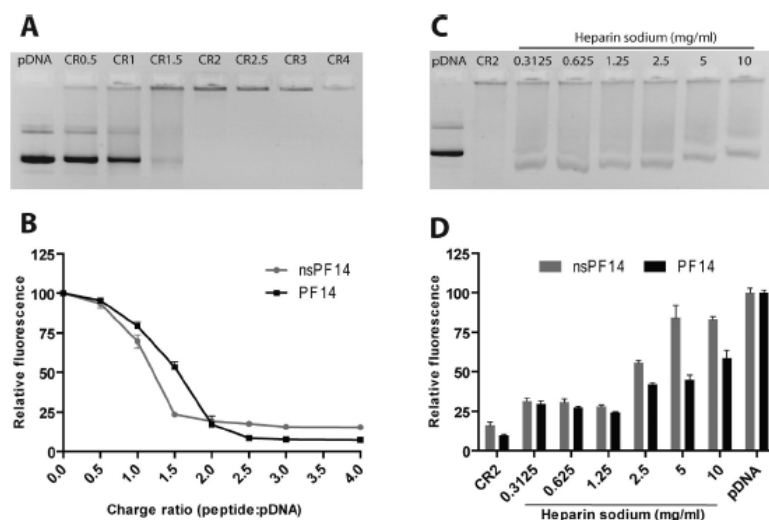 A
pDNA CR0.5 CR1 CR1.5 CR2 CR2.5 CR3 CR4
B
Relative fluorescence
125
100
75
50
25
0
nsPF14
PF14
0.0 0.5 1.0 1.5 2.0 2.5 3.0 3.5 4.0
Charge ratio (peptide:pDNA)
C
Heparin sodium (mg/ml)
pDNA CR2 0.3125 0.625 1.25 2.5 5 10
D
nsPF14 PF14
Relative fluorescence
100
75
50
25
0
CR2 0.3125 0.625 1.25 2.5 5 10 pDNA
Heparin sodium (mg/ml)